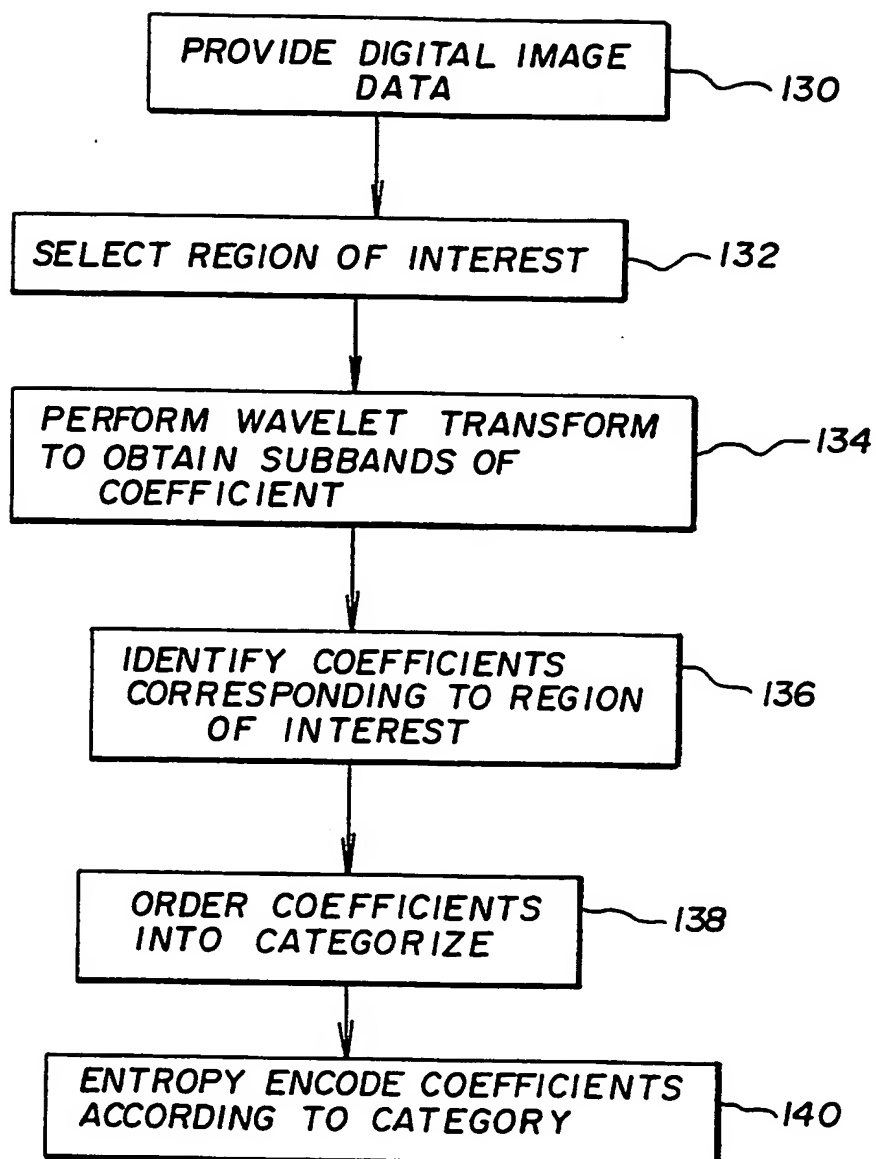 PROVIDE DIGITAL IMAGE
DATA
130
SELECT REGION OF INTEREST
132
PERFORM WAVELET TRANSFORM
TO OBTAIN SUBBANDS OF
COEFFICIENT
134
IDENTIFY COEFFICIENTS
CORRESPONDING TO REGION
OF INTEREST
136
ORDER COEFFICIENTS
INTO CATEGORIZE
138
ENTROPY ENCODE COEFFICIENTS
ACCORDING TO CATEGORY
140